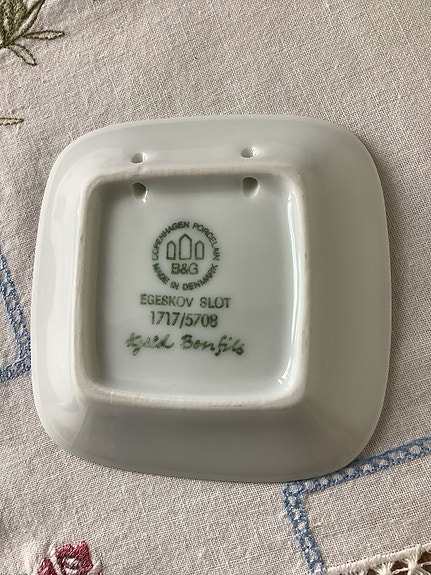 COPENHAGEN PORCELAIN
B&G
MADE IN DENMARK
EGESKOV SLOT
1717/5708
Kjeld Bonfils